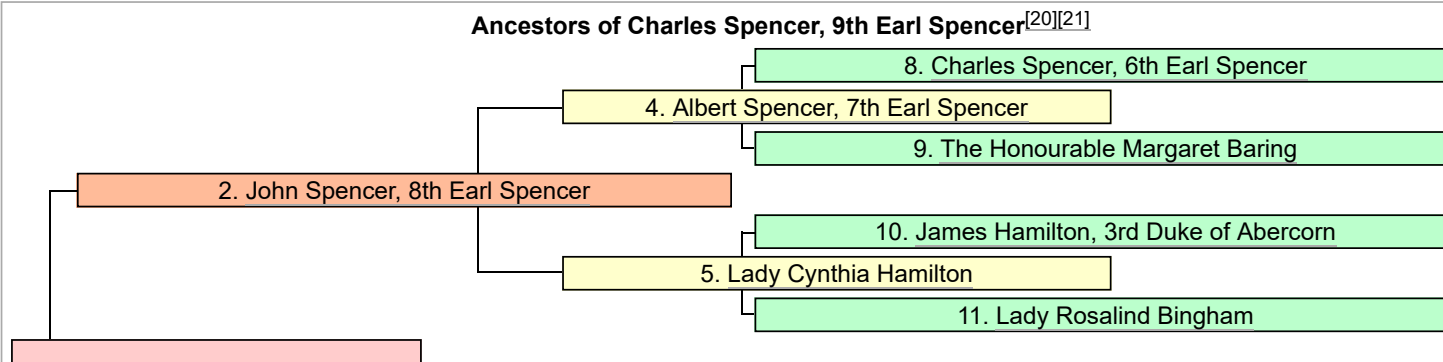 Ancestors of Charles Spencer, 9th Earl Spencer[20][21]
8. Charles Spencer, 6th Earl Spencer
4. Albert Spencer, 7th Earl Spencer
9. The Honourable Margaret Baring
2. John Spencer, 8th Earl Spencer
10. James Hamilton, 3rd Duke of Abercorn
5. Lady Cynthia Hamilton
11. Lady Rosalind Bingham